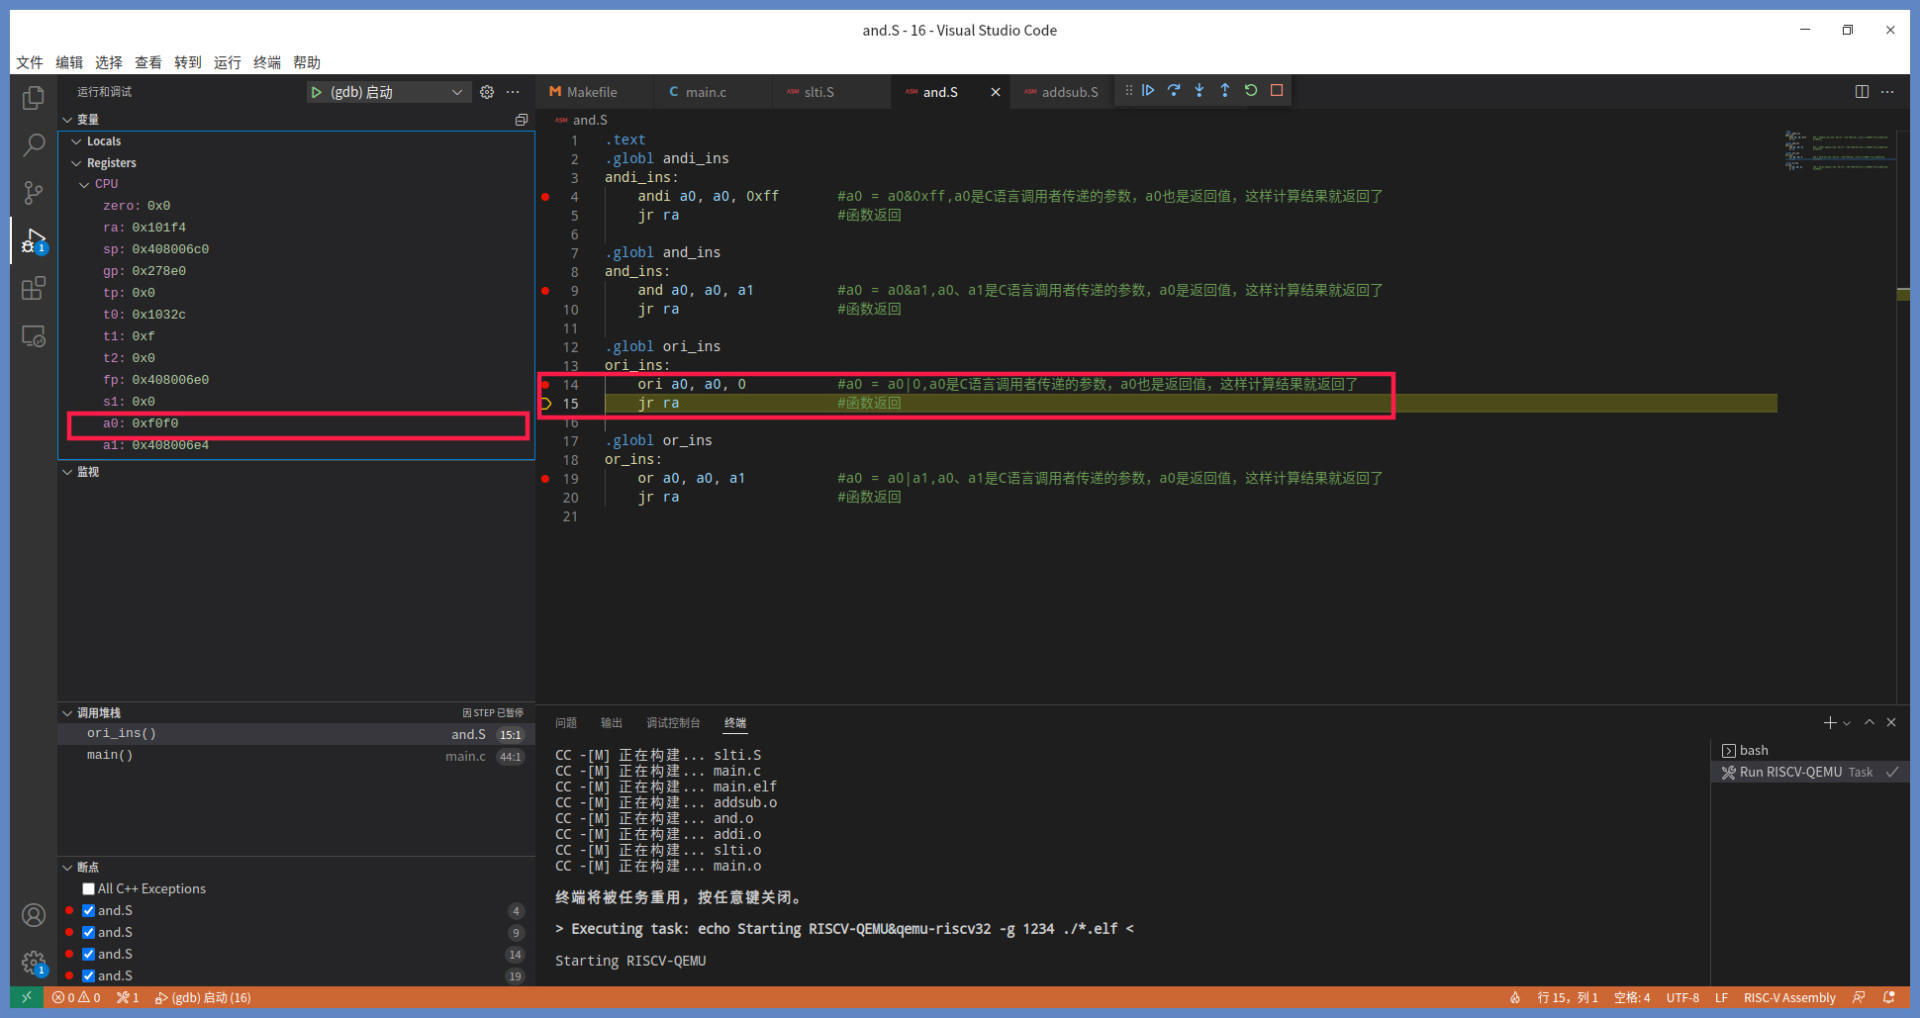 and.S - 16 - Visual Studio Code
文件 编辑 选择 查看 转到 运行 终端 帮助
运行和调试
(gdb) 启动
Makefile
main.c
slti.S
and.S
addsub.S
变量
Locals
Registers
CPU
zero: 0x0
ra: 0x101f4
sp: 0x408006c0
gp: 0x278e0
tp: 0x0
t0: 0x1032c
t1: 0xf
t2: 0x0
fp: 0x408006e0
s1: 0x0
a0: 0xf0f0
a1: 0x408006e4
监视
调用堆栈
因 STEP 已暂停
ori_ins() and.S 15:1
main() main.c 44:1
断点
All C++ Exceptions
and.S 4
and.S 9
and.S 14
and.S 19
and.S
1 .text
2 .globl andi_ins
3 andi_ins:
4 andi a0, a0, 0xff #a0 = a0&0xff,a0是C语言调用者传递的参数，a0也是返回值，这样计算结果就返回了
5 jr ra #函数返回
6
7 .globl and_ins
8 and_ins:
9 and a0, a0, a1 #a0 = a0&a1,a0、a1是C语言调用者传递的参数，a0是返回值，这样计算结果就返回了
10 jr ra #函数返回
11
12 .globl ori_ins
13 ori_ins:
14 ori a0, a0, 0 #a0 = a0|0,a0是C语言调用者传递的参数，a0也是返回值，这样计算结果就返回了
15 jr ra #函数返回
16
17 .globl or_ins
18 or_ins:
19 or a0, a0, a1 #a0 = a0|a1,a0、a1是C语言调用者传递的参数，a0是返回值，这样计算结果就返回了
20 jr ra #函数返回
21
问题 输出 调试控制台 终端
CC -[M] 正在构建... slti.S
CC -[M] 正在构建... main.c
CC -[M] 正在构建... main.elf
CC -[M] 正在构建... addsub.o
CC -[M] 正在构建... and.o
CC -[M] 正在构建... addi.o
CC -[M] 正在构建... slti.o
CC -[M] 正在构建... main.o
终端将被任务重用，按任意键关闭。
> Executing task: echo Starting RISCV-QEMU&qemu-riscv32 -g 1234 ./*.elf <
Starting RISCV-QEMU
bash
Run RISCV-QEMU Task
1
1
0 0 1 (gdb) 启动 (16)
行 15，列 1 空格: 4 UTF-8 LF RISC-V Assembly